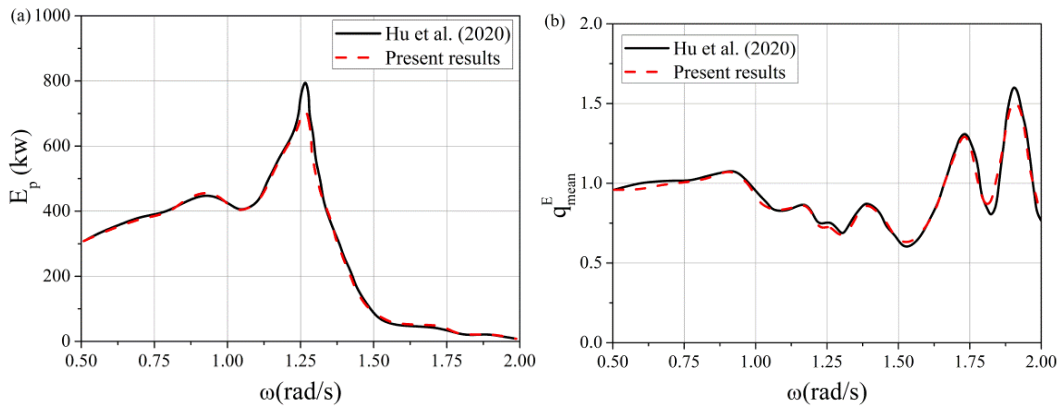 (a)
1000
800
600
400
200
0
E_p (kw)
Hu et al. (2020)
Present results
0.50 0.75 1.00 1.25 1.50 1.75 2.00
ω(rad/s)
(b)
2.0
1.5
1.0
0.5
0.0
q^E_mean
Hu et al. (2020)
Present results
0.50 0.75 1.00 1.25 1.50 1.75 2.00
ω(rad/s)